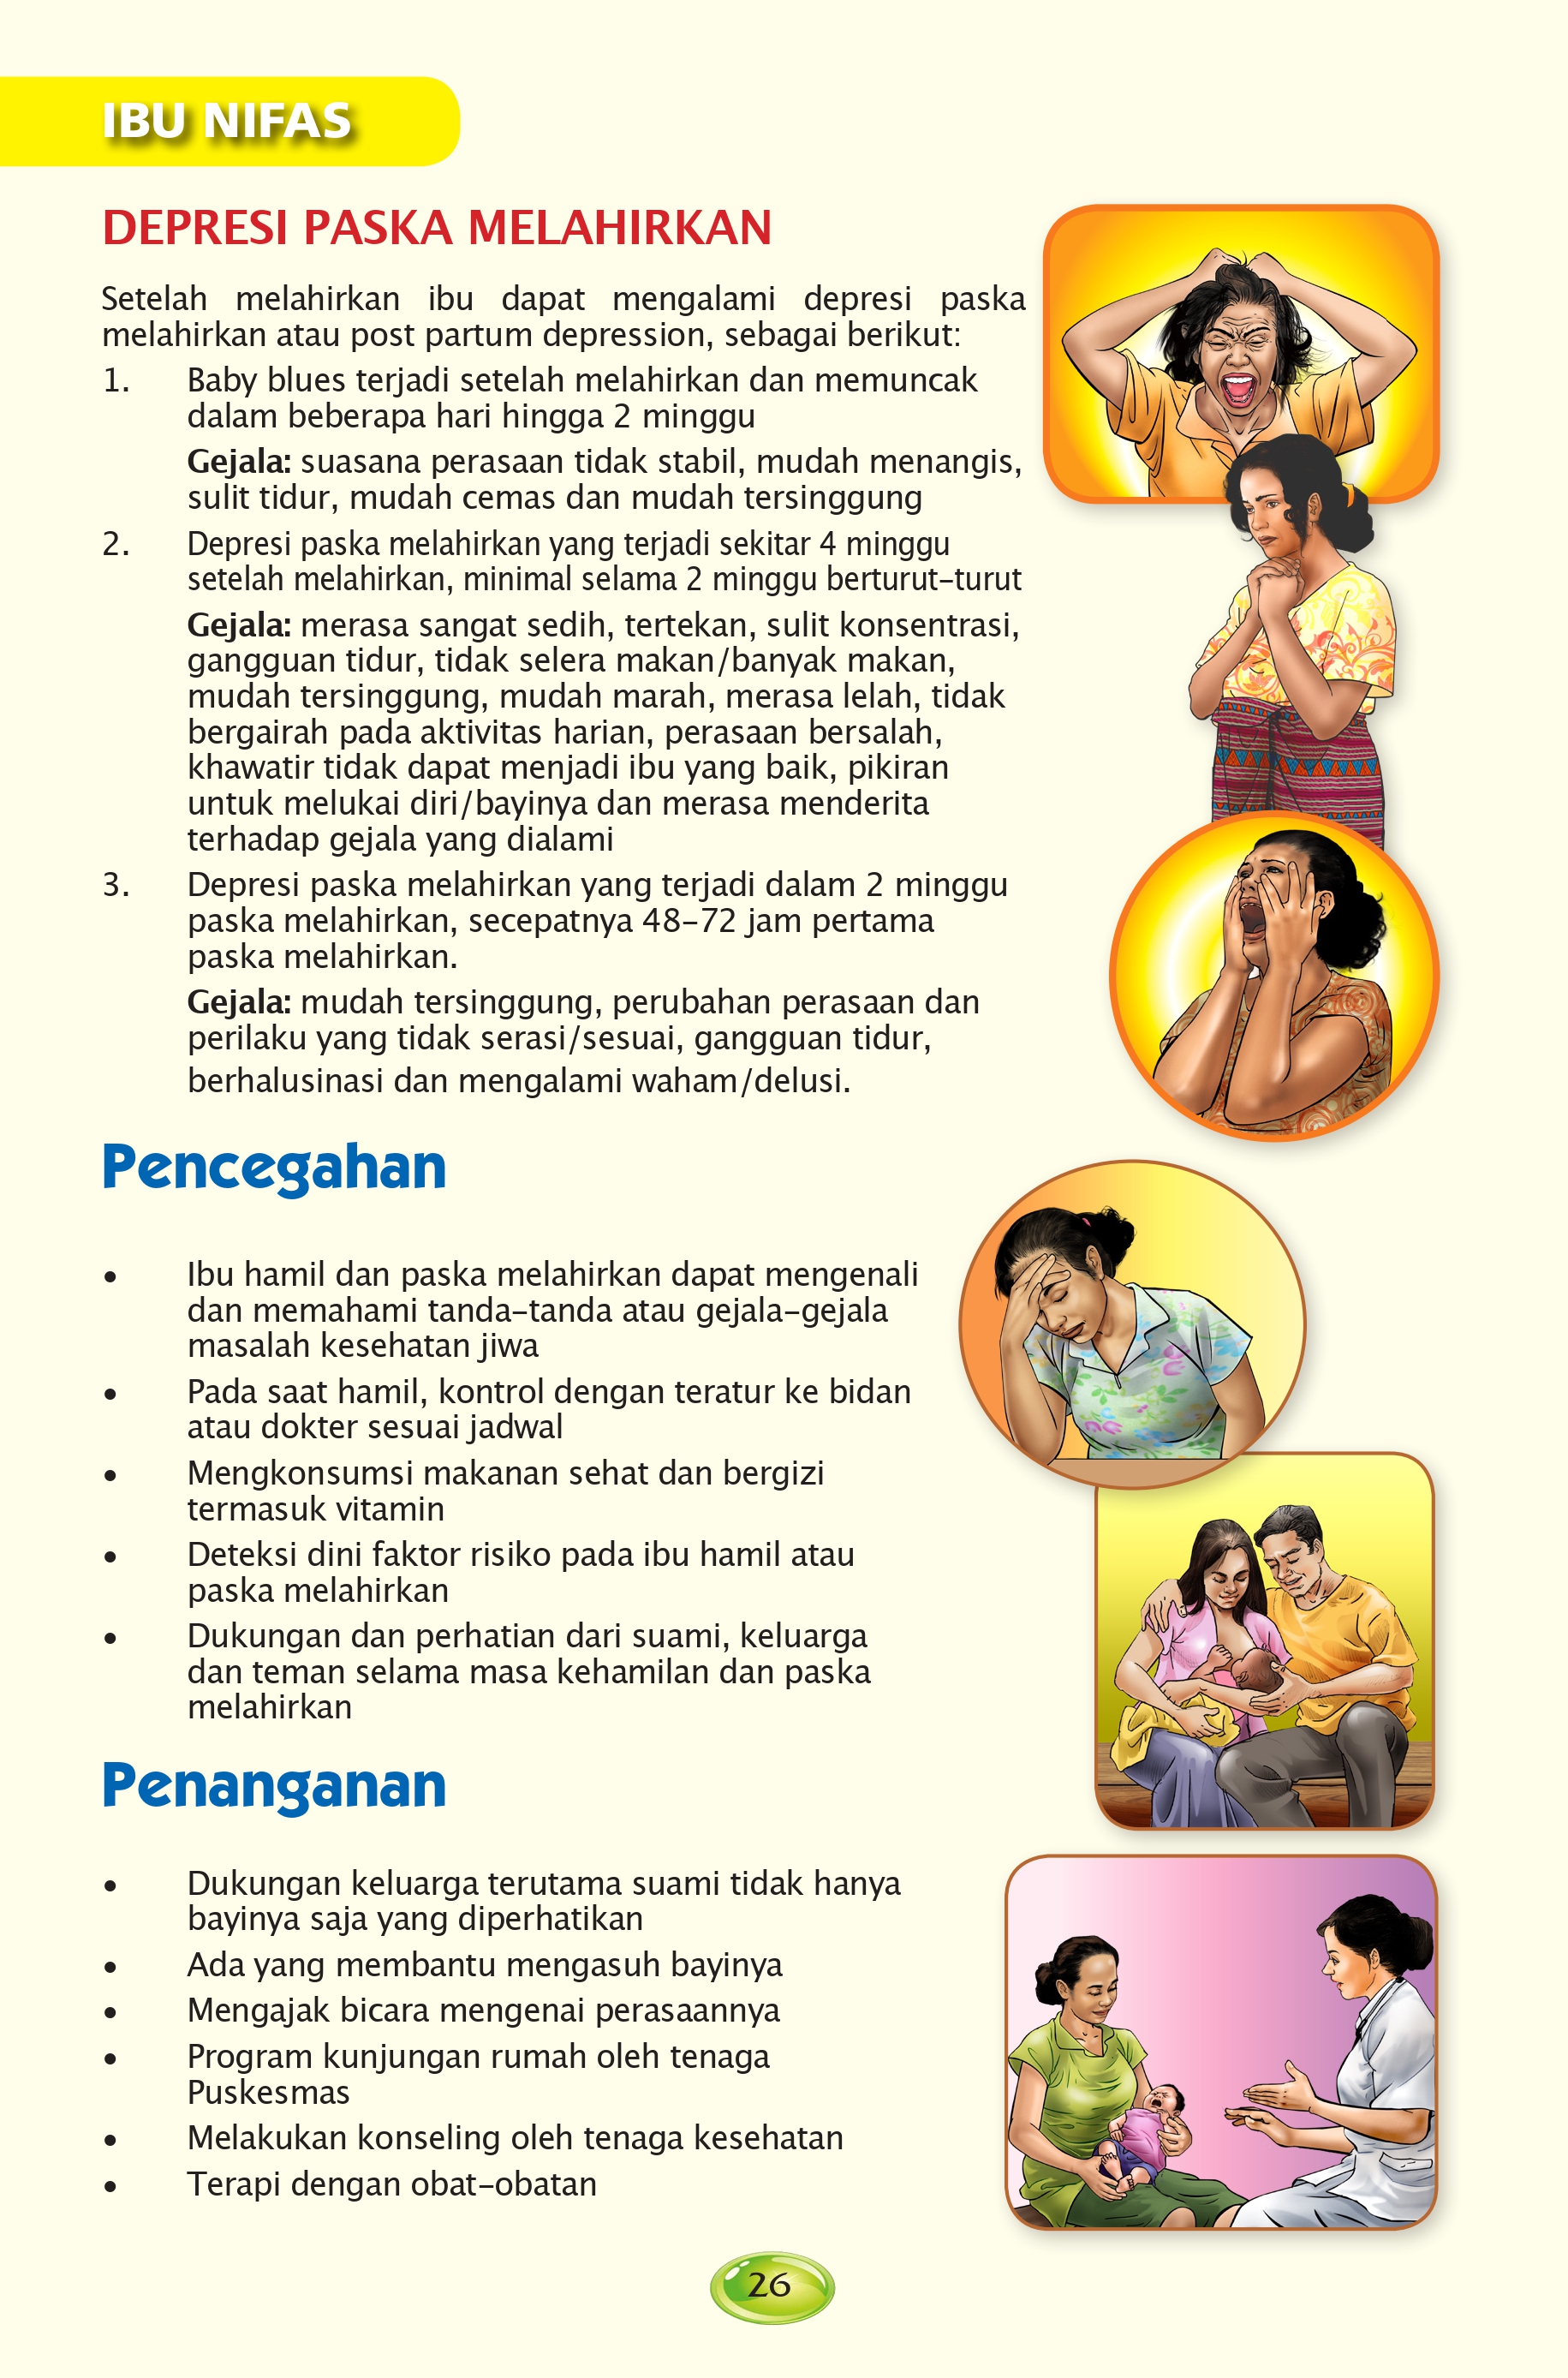 IBU NIFAS
DEPRESI PASKA MELAHIRKAN
Setelah melahirkan ibu dapat mengalami depresi paska
melahirkan atau post partum depression, sebagai berikut:
1. Baby blues terjadi setelah melahirkan dan memuncak
dalam beberapa hari hingga 2 minggu
Gejala: suasana perasaan tidak stabil, mudah menangis,
sulit tidur, mudah cemas dan mudah tersinggung
2. Depresi paska melahirkan yang terjadi sekitar 4 minggu
setelah melahirkan, minimal selama 2 minggu berturut-turut
Gejala: merasa sangat sedih, tertekan, sulit konsentrasi,
gangguan tidur, tidak selera makan/banyak makan,
mudah tersinggung, mudah marah, merasa lelah, tidak
bergairah pada aktivitas harian, perasaan bersalah,
khawatir tidak dapat menjadi ibu yang baik, pikiran
untuk melukai diri/bayinya dan merasa menderita
terhadap gejala yang dialami
3. Depresi paska melahirkan yang terjadi dalam 2 minggu
paska melahirkan, secepatnya 48-72 jam pertama
paska melahirkan.
Gejala: mudah tersinggung, perubahan perasaan dan
perilaku yang tidak serasi/sesuai, gangguan tidur,
berhalusinasi dan mengalami waham/delusi.
Pencegahan
• Ibu hamil dan paska melahirkan dapat mengenali
dan memahami tanda-tanda atau gejala-gejala
masalah kesehatan jiwa
• Pada saat hamil, kontrol dengan teratur ke bidan
atau dokter sesuai jadwal
• Mengkonsumsi makanan sehat dan bergizi
termasuk vitamin
• Deteksi dini faktor risiko pada ibu hamil atau
paska melahirkan
• Dukungan dan perhatian dari suami, keluarga
dan teman selama masa kehamilan dan paska
melahirkan
Penanganan
• Dukungan keluarga terutama suami tidak hanya
bayinya saja yang diperhatikan
• Ada yang membantu mengasuh bayinya
• Mengajak bicara mengenai perasaannya
• Program kunjungan rumah oleh tenaga
Puskesmas
• Melakukan konseling oleh tenaga kesehatan
• Terapi dengan obat-obatan
26